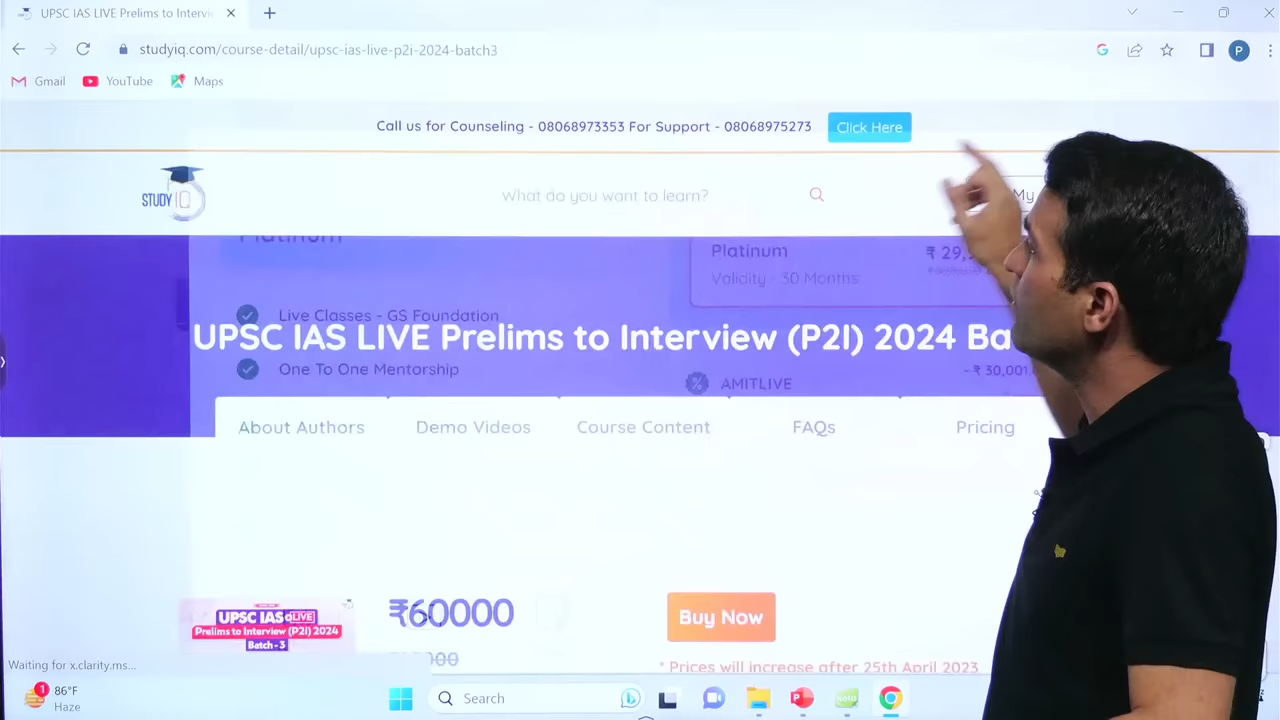 UPSC IAS LIVE Prelims to Intervi
studyiq.com/course-detail/upsc-ias-live-p2i-2024-batch3
Gmail YouTube Maps
Call us for Counseling - 08068973353 For Support - 08068975273 Click Here
STUDY IQ
What do you want to learn?
My
Platinum
Platinum
₹ 29,
Validity - 30 Months
Live Classes - GS Foundation
UPSC IAS LIVE Prelims to Interview (P2I) 2024 Ba
One To One Mentorship
AMITLIVE
- ₹ 30,001
About Authors Demo Videos Course Content FAQs Pricing
UPSC IAS LIVE
Prelims to Interview (P2I) 2024
Batch - 3
₹60000
Buy Now
* Prices will increase after 25th April 2023
Waiting for x.clarity.ms...
1
86°F
Haze
Search
P